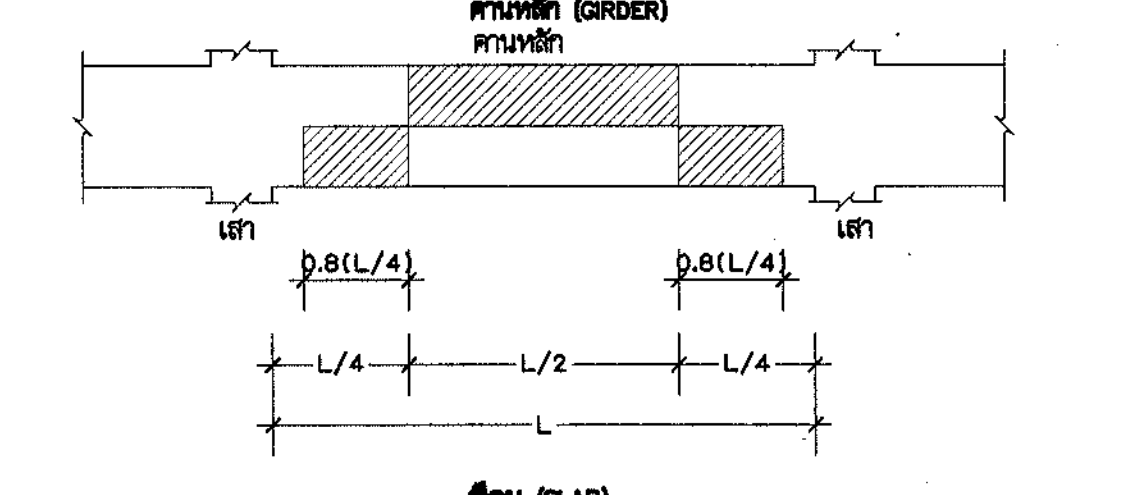 คานหลัก (GIRDER)
คานหลัก
เสา
เสา
0.8(L/4)
0.8(L/4)
L/4
L/2
L/4
L
(SLAB)